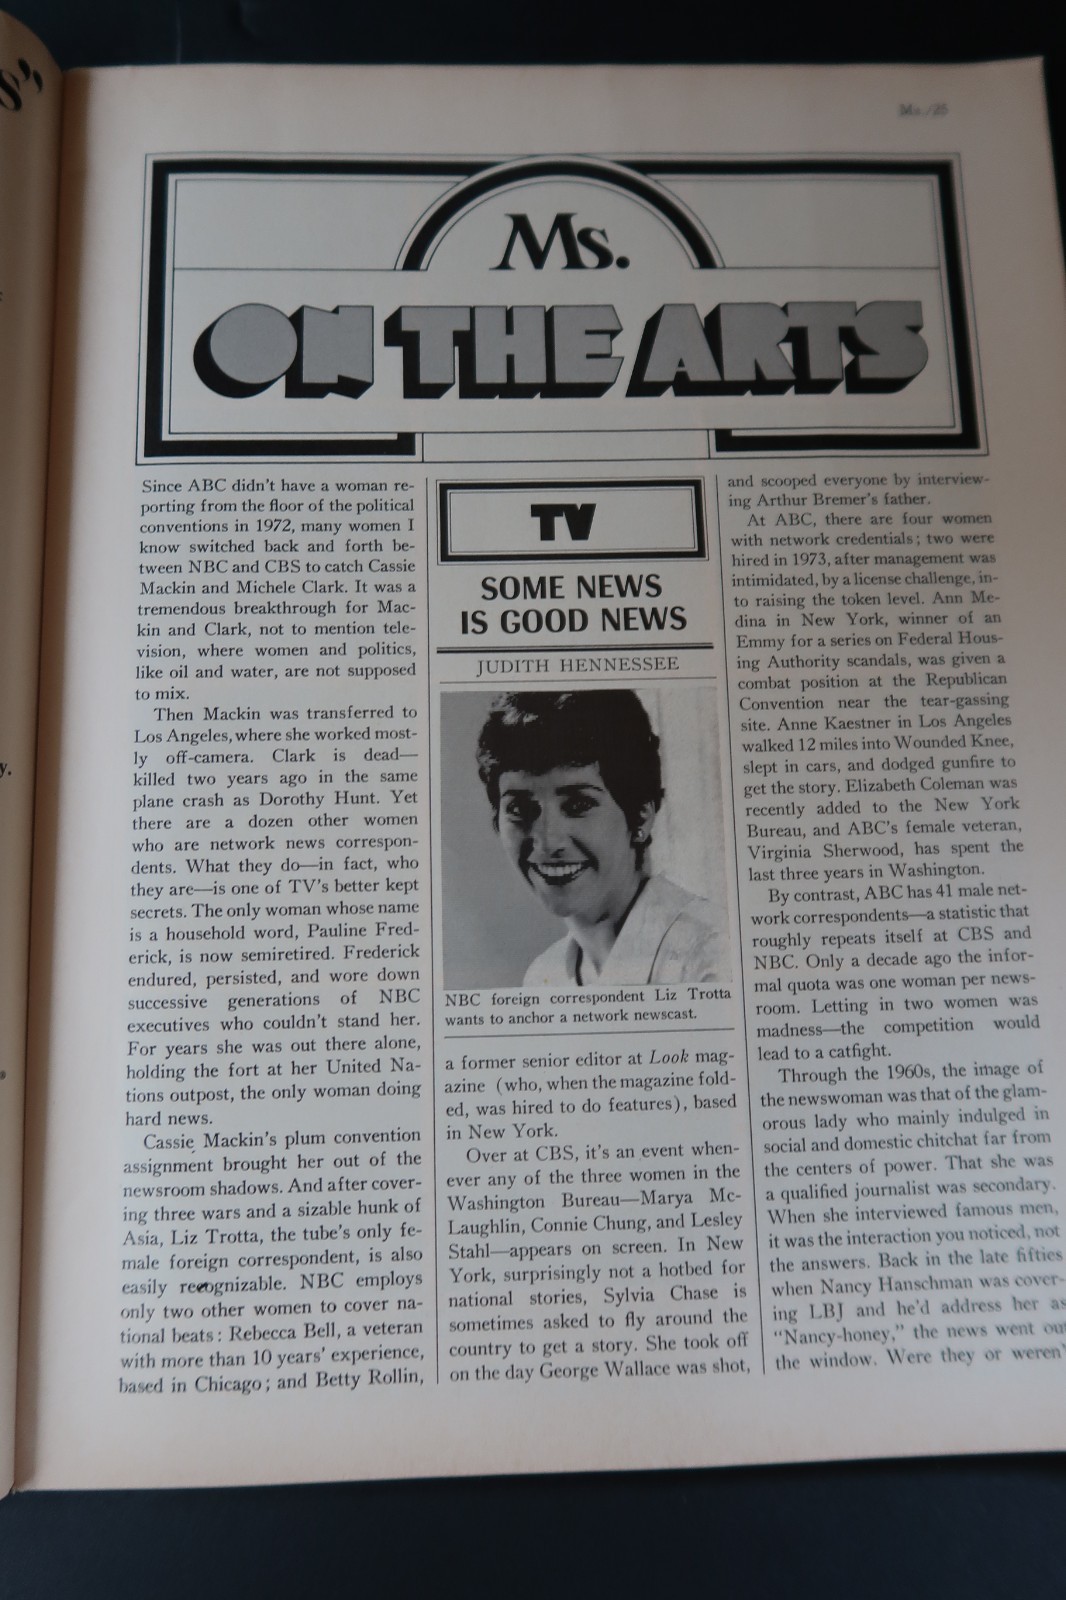 Ms./25
Ms.
ON THE ARTS
Since ABC didn't have a woman re-
porting from the floor of the political
conventions in 1972, many women I
know switched back and forth be-
tween NBC and CBS to catch Cassie
Mackin and Michele Clark. It was a
tremendous breakthrough for Mac-
kin and Clark, not to mention tele-
vision, where women and politics,
like oil and water, are not supposed
to mix.
Then Mackin was transferred to
Los Angeles, where she worked most-
ly off-camera. Clark is dead—
killed two years ago in the same
plane crash as Dorothy Hunt. Yet
there are a dozen other women
who are network news correspon-
dents. What they do—in fact, who
they are—is one of TV's better kept
secrets. The only woman whose name
is a household word, Pauline Fred-
erick, is now semiretired. Frederick
endured, persisted, and wore down
successive generations of NBC
executives who couldn't stand her.
For years she was out there alone,
holding the fort at her United Na-
tions outpost, the only woman doing
hard news.
Cassie Mackin's plum convention
assignment brought her out of the
newsroom shadows. And after cover-
ing three wars and a sizable hunk of
Asia, Liz Trotta, the tube's only fe-
male foreign correspondent, is also
easily recognizable. NBC employs
only two other women to cover na-
tional beats: Rebecca Bell, a veteran
with more than 10 years' experience,
based in Chicago; and Betty Rollin,
TV
SOME NEWS
IS GOOD NEWS
JUDITH HENNESSEE
NBC foreign correspondent Liz Trotta
wants to anchor a network newscast.
a former senior editor at Look mag-
azine (who, when the magazine fold-
ed, was hired to do features), based
in New York.
Over at CBS, it's an event when-
ever any of the three women in the
Washington Bureau—Marya Mc-
Laughlin, Connie Chung, and Lesley
Stahl—appears on screen. In New
York, surprisingly not a hotbed for
national stories, Sylvia Chase is
sometimes asked to fly around the
country to get a story. She took off
on the day George Wallace was shot,
and scooped everyone by interview-
ing Arthur Bremer's father.
At ABC, there are four women
with network credentials; two were
hired in 1973, after management was
intimidated, by a license challenge, in-
to raising the token level. Ann Me-
dina in New York, winner of an
Emmy for a series on Federal Hous-
ing Authority scandals, was given a
combat position at the Republican
Convention near the tear-gassing
site. Anne Kaestner in Los Angeles
walked 12 miles into Wounded Knee,
slept in cars, and dodged gunfire to
get the story. Elizabeth Coleman was
recently added to the New York
Bureau, and ABC's female veteran,
Virginia Sherwood, has spent the
last three years in Washington.
By contrast, ABC has 41 male net-
work correspondents—a statistic that
roughly repeats itself at CBS and
NBC. Only a decade ago the infor-
mal quota was one woman per news-
room. Letting in two women was
madness—the competition would
lead to a catfight.
Through the 1960s, the image of
the newswoman was that of the glam-
orous lady who mainly indulged in
social and domestic chitchat far from
the centers of power. That she was
a qualified journalist was secondary.
When she interviewed famous men,
it was the interaction you noticed, not
the answers. Back in the late fifties
when Nancy Hanschman was cover-
ing LBJ and he'd address her as
"Nancy-honey," the news went out
the window. Were they or weren'